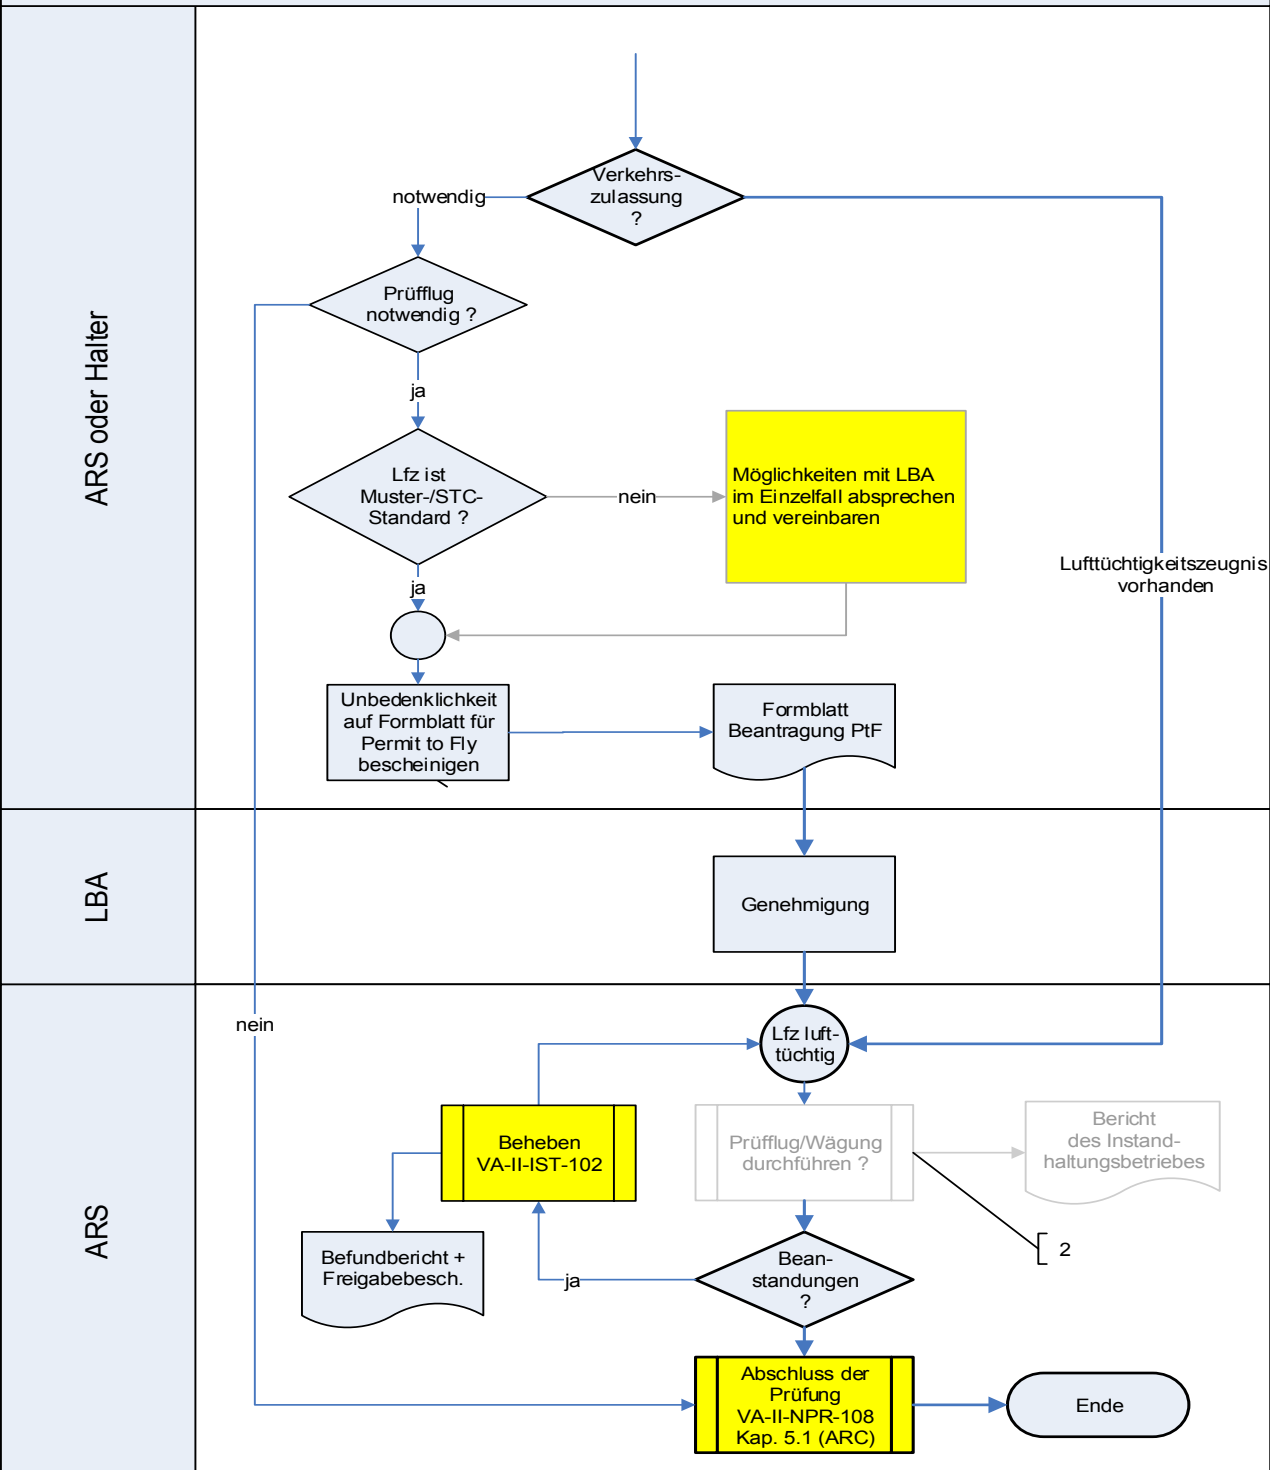 ARS oder Halter
Verkehrs-
zulassung
?
notwendig
Prüfflug
notwendig ?
ja
Lfz ist
Muster-/STC-
Standard ?
nein
Möglichkeiten mit LBA
im Einzelfall absprechen
und vereinbaren
Lufttüchtigkeitszeugnis
vorhanden
ja
Unbedenklichkeit
auf Formblatt für
Permit to Fly
bescheinigen
Formblatt
Beantragung PtF
LBA
Genehmigung
ARS
nein
Lfz luft-
tüchtig
Beheben
VA-II-IST-102
Prüfflug/Wägung
durchführen ?
Bericht
des Instand-
haltungsbetriebes
2
Befundbericht +
Freigabebesch.
ja
Bean-
standungen
?
Abschluss der
Prüfung
VA-II-NPR-108
Kap. 5.1 (ARC)
Ende